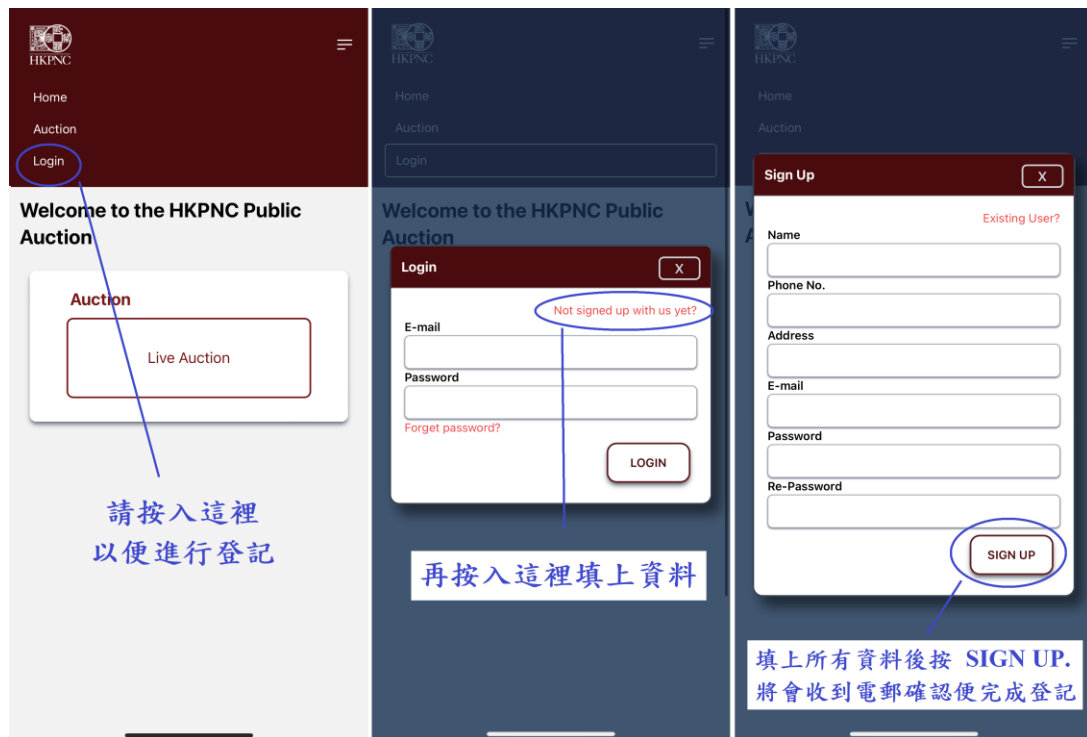 HKPNC
Home
Auction
Login
Welcome to the HKPNC Public
Auction
Auction
Live Auction
請按入這裡
以便進行登記
HKPNC
Home
Auction
Login
Welcome to the HKPNC Public
Auction
Login
X
Not signed up with us yet?
E-mail
Password
Forget password?
LOGIN
再按入這裡填上資料
HKPNC
Home
Auction
Sign Up
X
Existing User?
Name
Phone No.
Address
E-mail
Password
Re-Password
SIGN UP
填上所有資料後按 SIGN UP.
將會收到電郵確認便完成登記